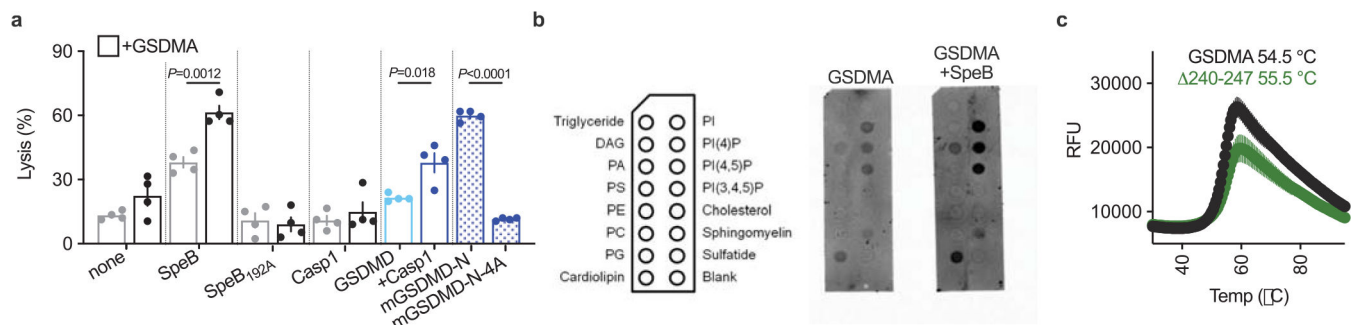 a
+GSDMA
Lysis (%)
90
60
30
0
P=0.0012
P=0.018
P<0.0001
none
SpeB
SpeB192A
Casp1
GSDMD
+Casp1
mGSDMD-N
mGSDMD-N-4A
b
Triglyceride PI
DAG PI(4)P
PA PI(4,5)P
PS PI(3,4,5)P
PE Cholesterol
PC Sphingomyelin
PG Sulfatide
Cardiolipin Blank
GSDMA
GSDMA
+SpeB
c
GSDMA 54.5 °C
Δ240-247 55.5 °C
RFU
30000
20000
10000
40 60 80
Temp (□C)